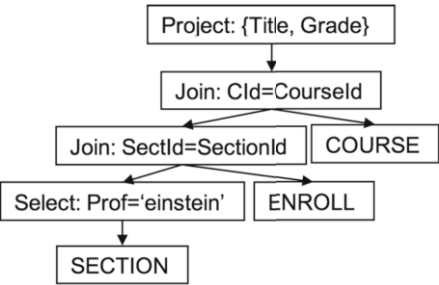 Project: {Title, Grade}
Join: CId=CourseId
Join: SectId=SectionId
COURSE
Select: Prof=‘einstein’
ENROLL
SECTION